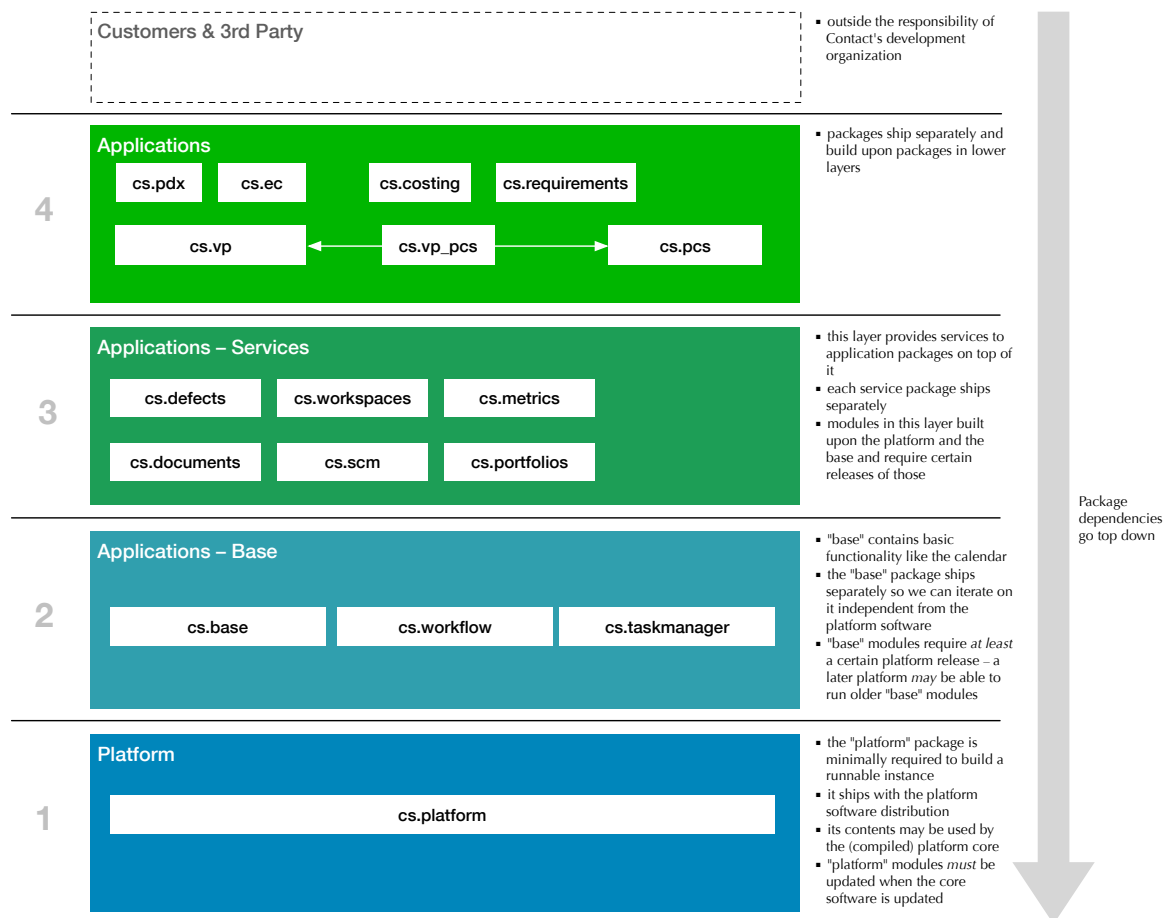 Customers & 3rd Party
▪ outside the responsibility of
Contact's development
organization
4
Applications
cs.pdx
cs.ec
cs.costing
cs.requirements
cs.vp
cs.vp_pcs
cs.pcs
▪ packages ship separately and
build upon packages in lower
layers
3
Applications – Services
cs.defects
cs.workspaces
cs.metrics
cs.documents
cs.scm
cs.portfolios
▪ this layer provides services to
application packages on top of
it
▪ each service package ships
separately
▪ modules in this layer built
upon the platform and the
base and require certain
releases of those
Package
dependencies
go top down
2
Applications – Base
cs.base
cs.workflow
cs.taskmanager
▪ "base" contains basic
functionality like the calendar
▪ the "base" package ships
separately so we can iterate on
it independent from the
platform software
▪ "base" modules require at least
a certain platform release – a
later platform may be able to
run older "base" modules
1
Platform
cs.platform
▪ the "platform" package is
minimally required to build a
runnable instance
▪ it ships with the platform
software distribution
▪ its contents may be used by
the (compiled) platform core
▪ "platform" modules must be
updated when the core
software is updated